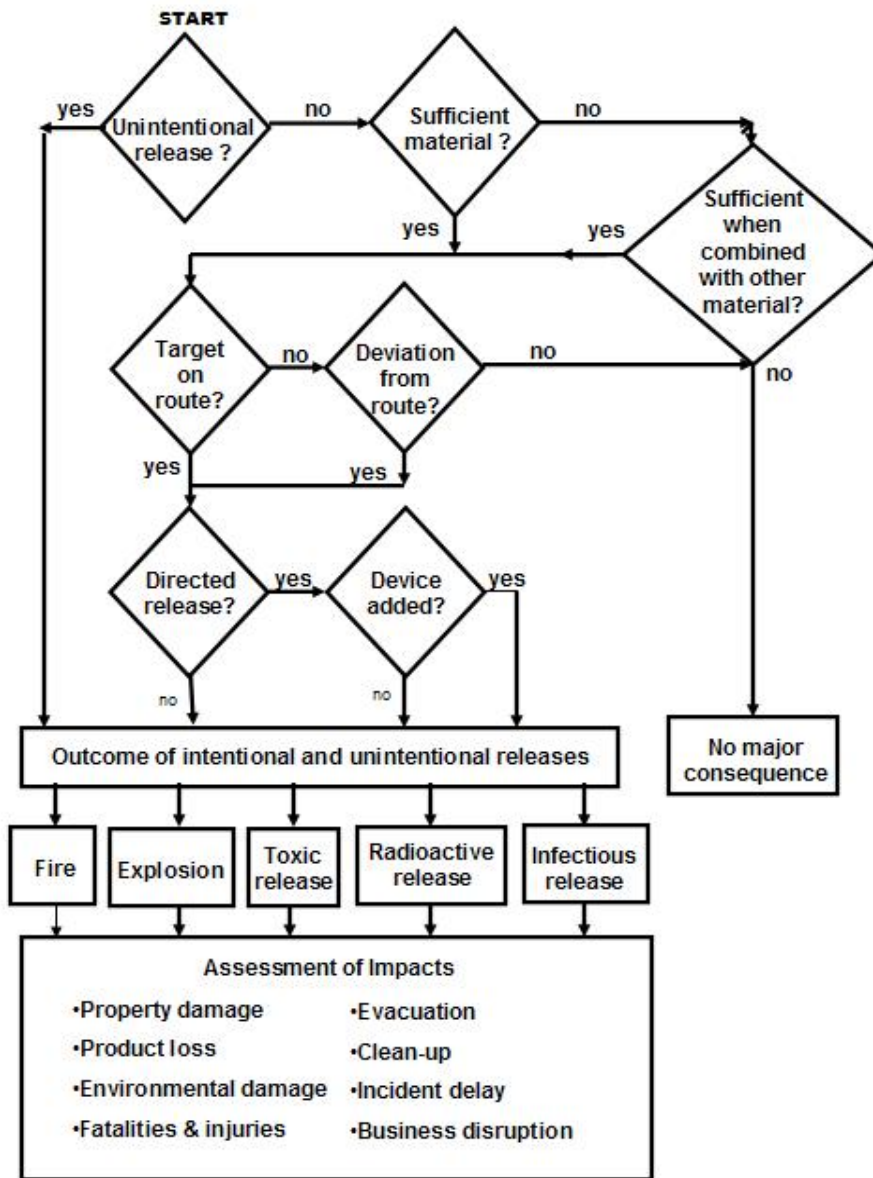 START
yes
Unintentional
release ?
no
Sufficient
material ?
no
Sufficient
when
combined
with other
material?
yes
yes
no
Target
on
route?
no
Deviation
from
route?
no
yes
yes
Directed
release?
yes
Device
added?
yes
no
no
Outcome of intentional and unintentional releases
No major
consequence
Fire
Explosion
Toxic
release
Radioactive
release
Infectious
release
Assessment of Impacts
•Property damage
•Product loss
•Environmental damage
•Fatalities & injuries
•Evacuation
•Clean-up
•Incident delay
•Business disruption